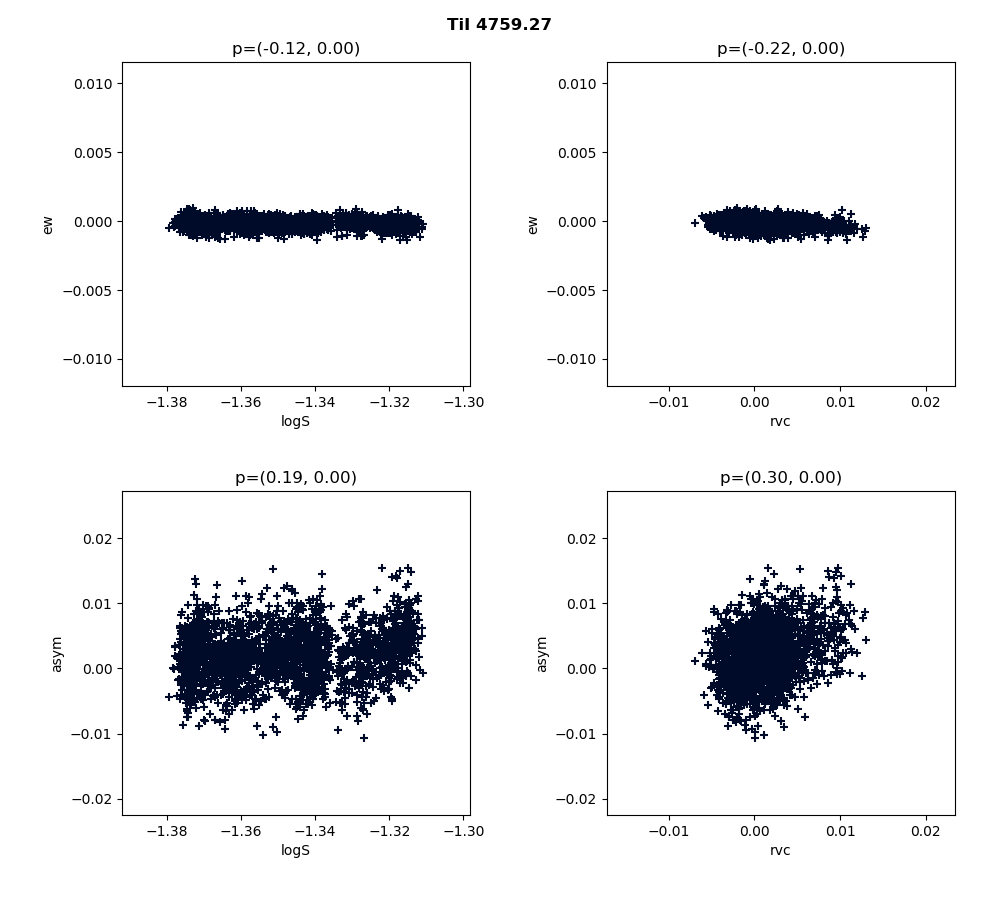 TiI 4759.27
p=(-0.12, 0.00)
p=(-0.22, 0.00)
0.010
0.005
0.000
−0.005
−0.010
ew
−1.38 −1.36 −1.34 −1.32 −1.30
logS
0.010
0.005
0.000
−0.005
−0.010
ew
−0.01 0.00 0.01 0.02
rvc
p=(0.19, 0.00)
p=(0.30, 0.00)
0.02
0.01
0.00
−0.01
−0.02
asym
−1.38 −1.36 −1.34 −1.32 −1.30
logS
0.02
0.01
0.00
−0.01
−0.02
asym
−0.01 0.00 0.01 0.02
rvc